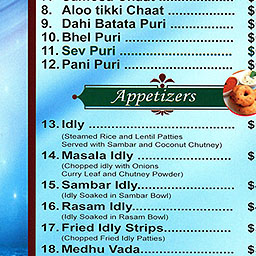 8. Aloo tikki Chaat
9. Dahi Batata Puri
10. Bhel Puri
11. Sev Puri
12. Pani Puri
Appetizers
13. Idly
(Steamed Rice and Lentil Patties
Served with Sambar and Coconut Chutney)
14. Masala Idly
(Chopped idly with Onions
Curry Leaf and Chutney Powder)
15. Sambar Idly
(Idly Soaked in Sambar Bowl)
16. Rasam Idly
(Idly Soaked in Rasam Bowl)
17. Fried Idly Strips
(Chopped Fried Idly Patties)
18. Medhu Vada